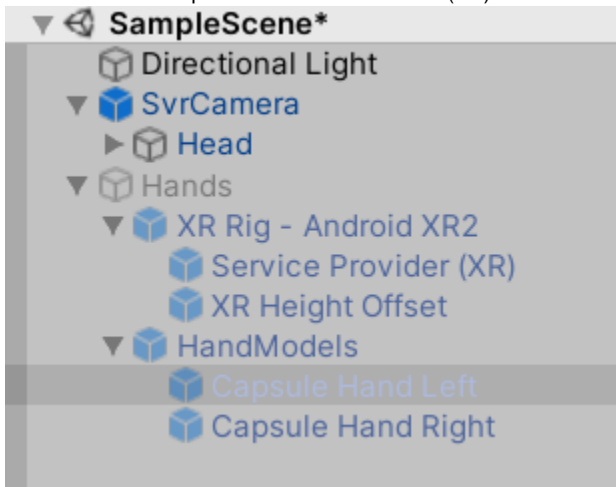 SampleScene*
Directional Light
SvrCamera
Head
Hands
XR Rig - Android XR2
Service Provider (XR)
XR Height Offset
HandModels
Capsule Hand Left
Capsule Hand Right